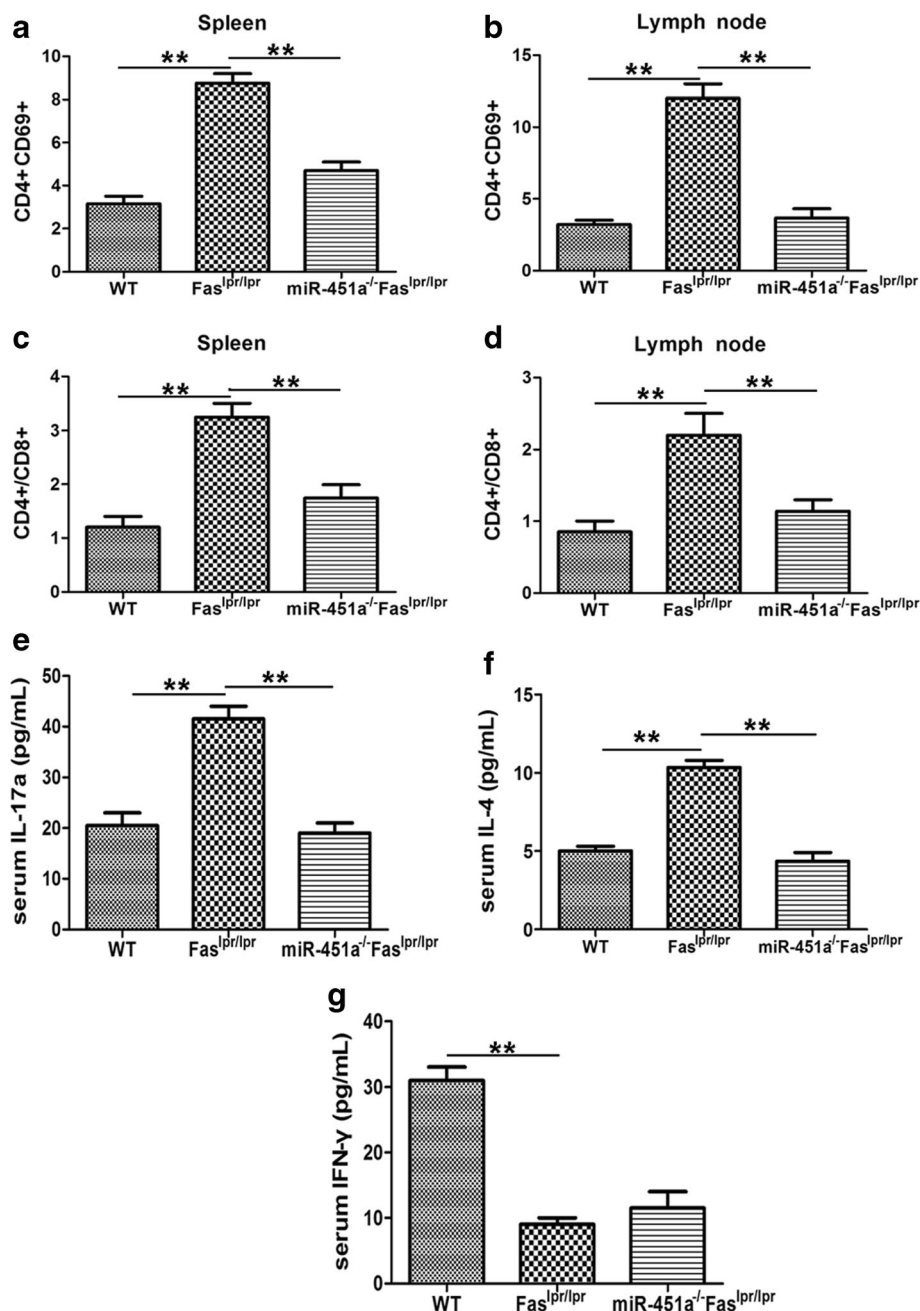 a
Spleen
CD4+ CD69+
10
8
6
4
2
0
**
**
WT
Fas^lpr/lpr
miR-451a^-/-Fas^lpr/lpr
b
Lymph node
CD4+ CD69+
15
10
5
0
**
**
WT
Fas^lpr/lpr
miR-451a^-/-Fas^lpr/lpr
c
Spleen
CD4+/CD8+
4
3
2
1
0
**
**
WT
Fas^lpr/lpr
miR-451a^-/-Fas^lpr/lpr
d
Lymph node
CD4+/CD8+
3
2
1
0
**
**
WT
Fas^lpr/lpr
miR-451a^-/-Fas^lpr/lpr
e
serum IL-17a (pg/mL)
50
40
30
20
10
0
**
**
WT
Fas^lpr/lpr
miR-451a^-/-Fas^lpr/lpr
f
serum IL-4 (pg/mL)
15
10
5
0
**
**
WT
Fas^lpr/lpr
miR-451a^-/-Fas^lpr/lpr
g
serum IFN-γ (pg/mL)
40
30
20
10
0
**
WT
Fas^lpr/lpr
miR-451a^-/-Fas^lpr/lpr